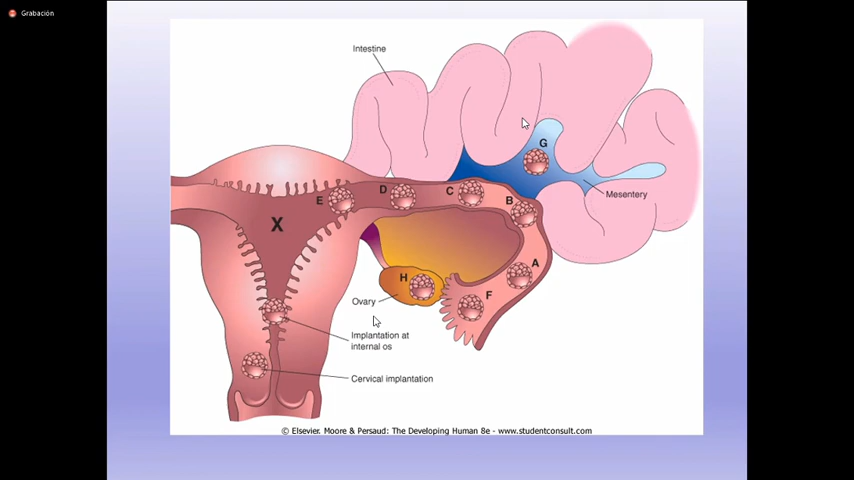 Grabación
Intestine
G
Mesentery
E
D
C
B
X
A
H
F
Ovary
Implantation at
internal os
Cervical implantation
© Elsevier. Moore & Persaud: The Developing Human 8e - www.studentconsult.com